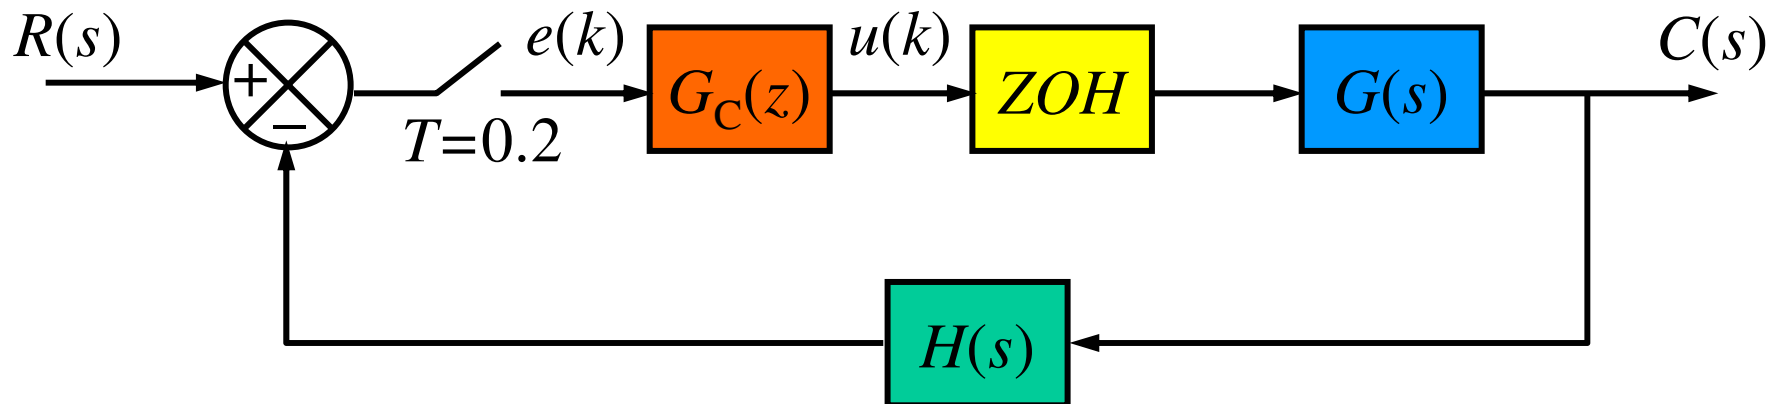 R(s)
+
−
T=0.2
e(k)
G_C(z)
u(k)
ZOH
G(s)
C(s)
H(s)